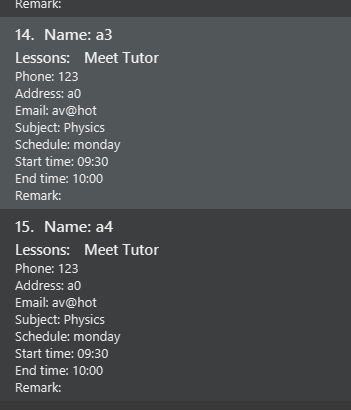 Remark:
14. Name: a3
Lessons: Meet Tutor
Phone: 123
Address: a0
Email: av@hot
Subject: Physics
Schedule: monday
Start time: 09:30
End time: 10:00
Remark:
15. Name: a4
Lessons: Meet Tutor
Phone: 123
Address: a0
Email: av@hot
Subject: Physics
Schedule: monday
Start time: 09:30
End time: 10:00
Remark: